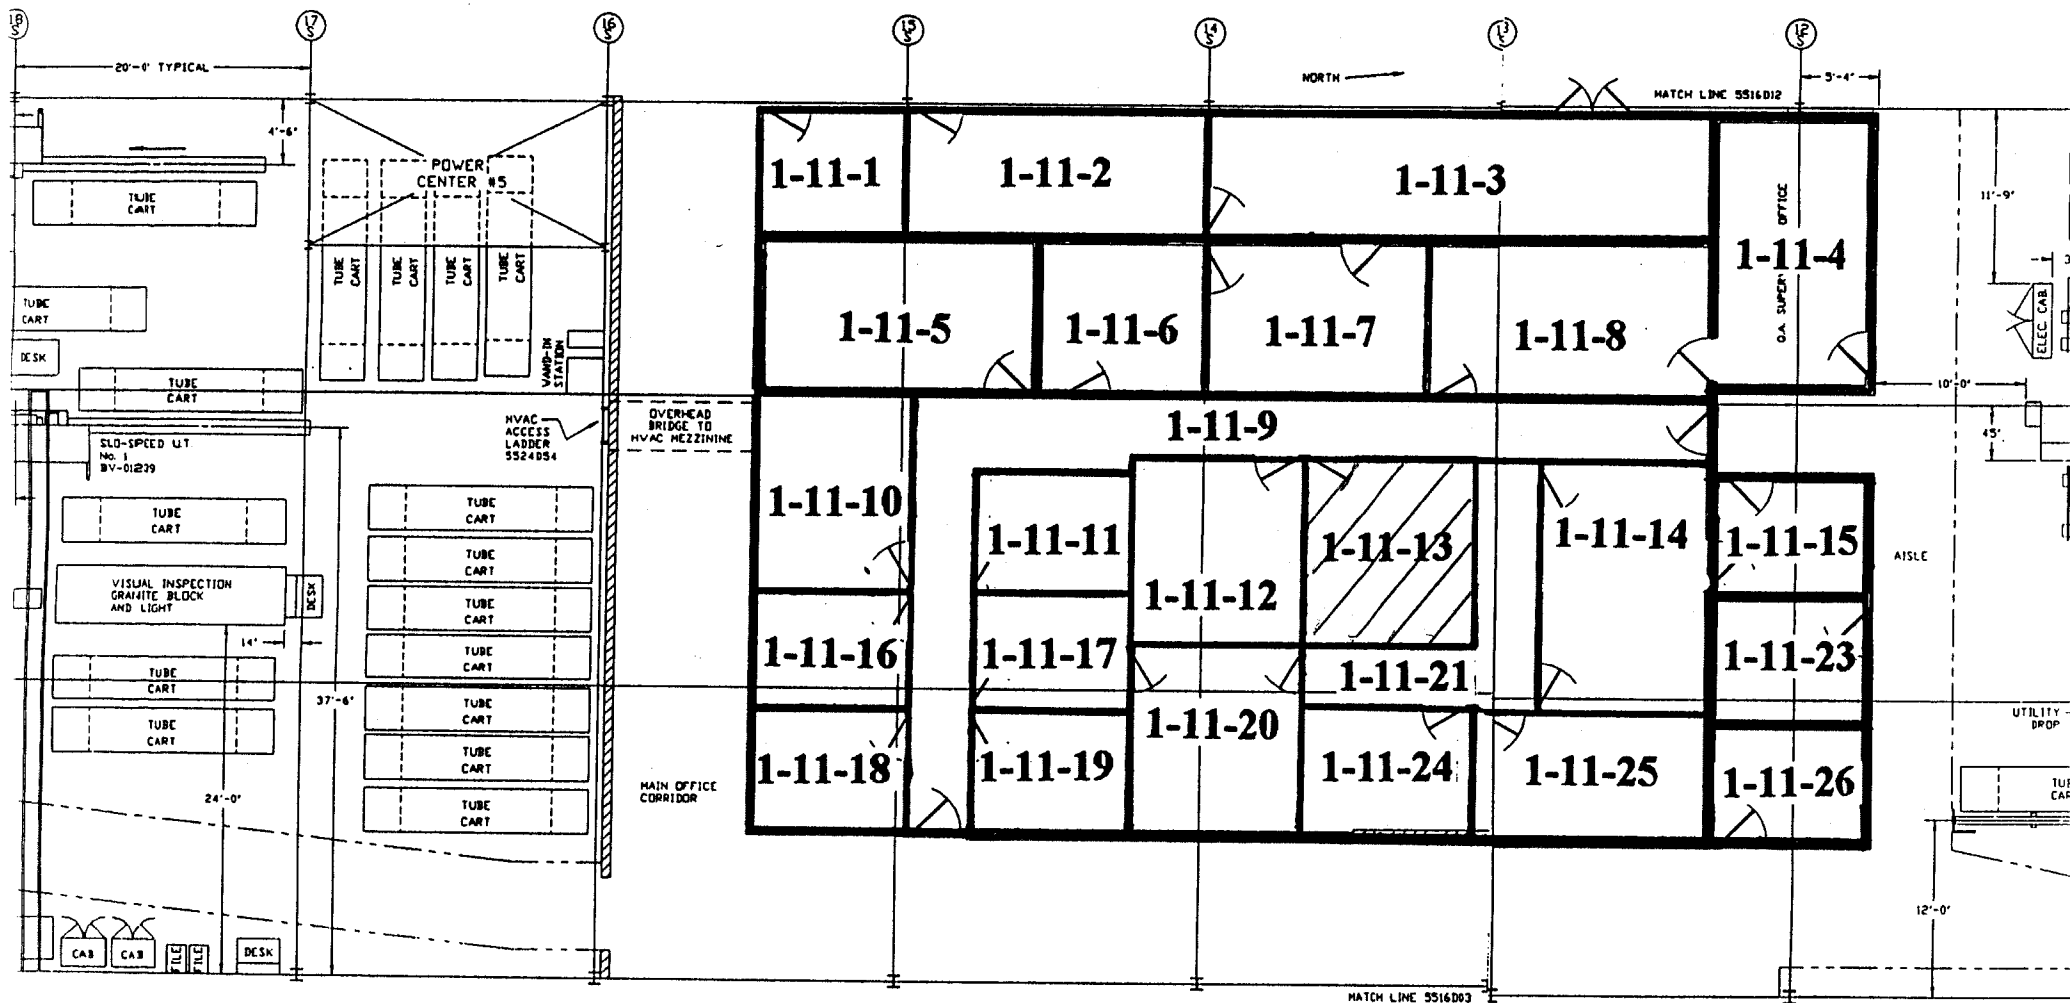 18
S
17
S
16
S
15
S
14
S
13
S
12
S
20'-0" TYPICAL
NORTH
5'-4"
MATCH LINE 5516D12
4'-6"
POWER
CENTER #5
TUBE
CART
TUBE
CART
TUBE
CART
TUBE
CART
TUBE
CART
TUBE
CART
DESK
TUBE
CART
SLO-SPEED U.T.
No. 1
BV-01239
HVAC
ACCESS
LADDER
5524D54
OVERHEAD
BRIDGE TO
HVAC MEZZININE
STATION
1-11-1
1-11-2
1-11-3
1-11-4
OFFICE
Q.A. SUPER
11'-9"
ELEC. CAB.
10'-0"
45"
1-11-5
1-11-6
1-11-7
1-11-8
1-11-9
1-11-10
1-11-11
1-11-12
1-11-13
1-11-14
1-11-15
AISLE
1-11-16
1-11-17
1-11-21
1-11-23
1-11-18
1-11-19
1-11-20
1-11-24
1-11-25
1-11-26
UTILITY
DROP
TUBE
CART
VISUAL INSPECTION
GRANITE BLOCK
AND LIGHT
DESK
14"
TUBE
CART
TUBE
CART
37'-6"
24'-0"
TUBE
CART
TUBE
CART
TUBE
CART
TUBE
CART
TUBE
CART
TUBE
CART
TUBE
CART
MAIN OFFICE
CORRIDOR
CAB
CAB
FILE
FILE
DESK
12'-0"
MATCH LINE 5516D03